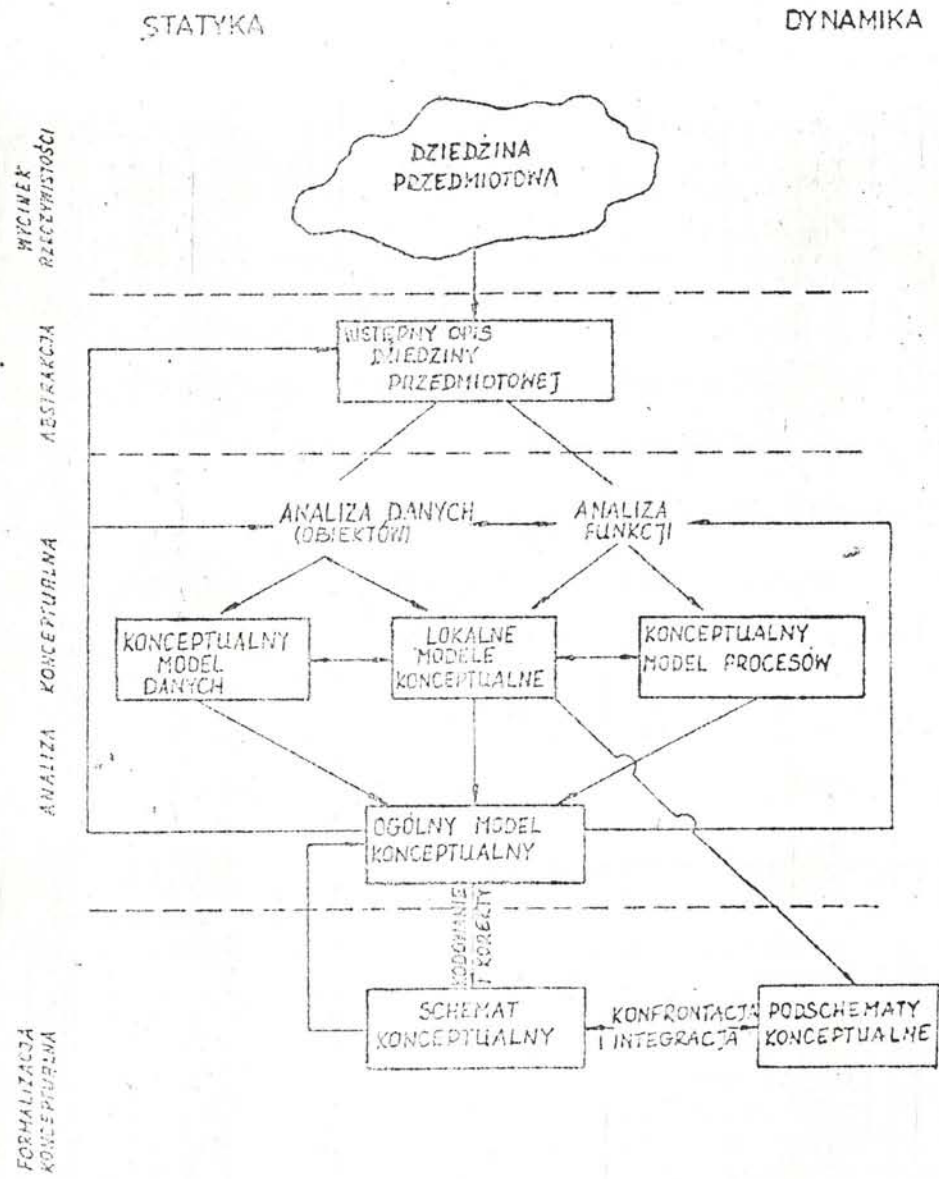 STATYKA
DYNAMIKA
WYCINEK
RZECZYWISTOŚCI
DZIEDZINA
PRZEDMIOTOWA
ABSTRAKCJA
WSTĘPNY OPIS
DZIEDZINY
PRZEDMIOTOWEJ
ANALIZA KONCEPTUALNA
ANALIZA DANYCH
(OBIEKTÓW)
ANALIZA
FUNKCJI
KONCEPTUALNY
MODEL
DANYCH
LOKALNE
MODELE
KONCEPTUALNE
KONCEPTUALNY
MODEL PROCESÓW
OGÓLNY MODEL
KONCEPTUALNY
KODOWANIE
I KOREKTY
FORMALIZACJA
KONCEPTUALNA
SCHEMAT
KONCEPTUALNY
KONFRONTACJA
I INTEGRACJA
PODSCHEMATY
KONCEPTUALNE